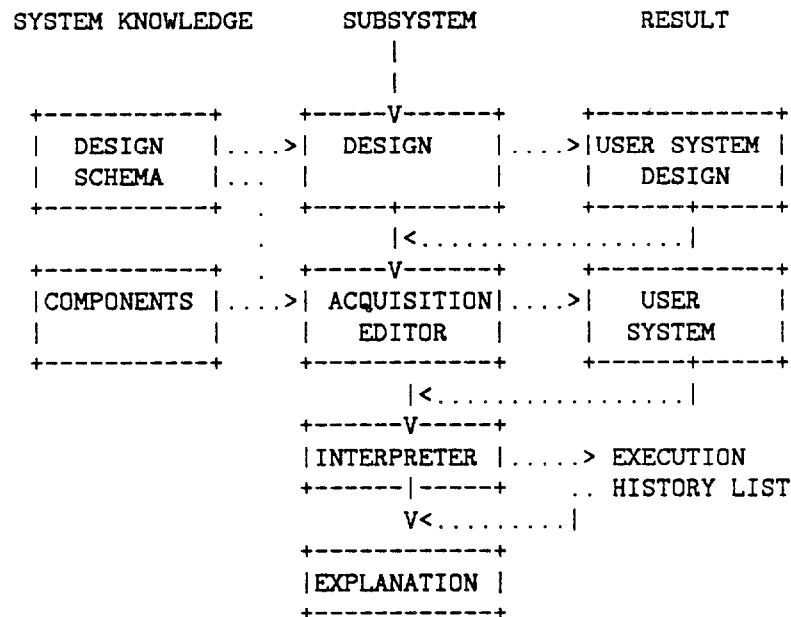 SYSTEM KNOWLEDGE SUBSYSTEM RESULT
DESIGN DESIGN USER SYSTEM
SCHEMA DESIGN
COMPONENTS ACQUISITION USER
EDITOR SYSTEM
INTERPRETER EXECUTION
HISTORY LIST
EXPLANATION